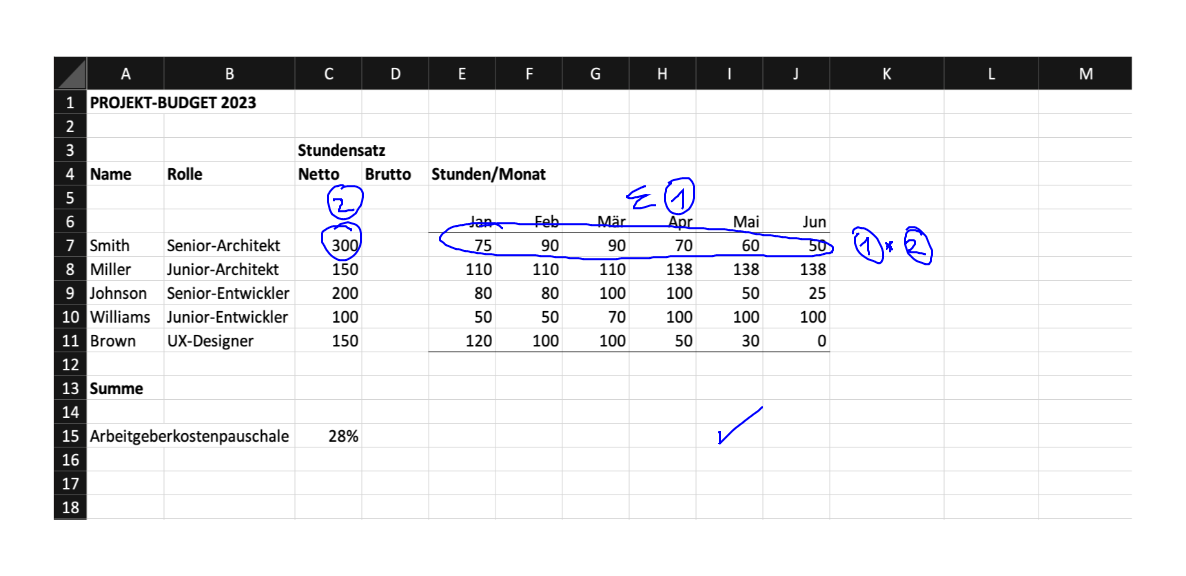 A B C D E F G H I J K L M
1 PROJEKT-BUDGET 2023
2
3 Stundensatz
4 Name Rolle Netto Brutto Stunden/Monat
5 2 Σ 1
6 Jan Feb Mär Apr Mai Jun
7 Smith Senior-Architekt 300 75 90 90 70 60 50 1 * 2
8 Miller Junior-Architekt 150 110 110 110 138 138 138
9 Johnson Senior-Entwickler 200 80 80 100 100 50 25
10 Williams Junior-Entwickler 100 50 50 70 100 100 100
11 Brown UX-Designer 150 120 100 100 50 30 0
12
13 Summe
14
15 Arbeitgeberkostenpauschale 28%
16
17
18